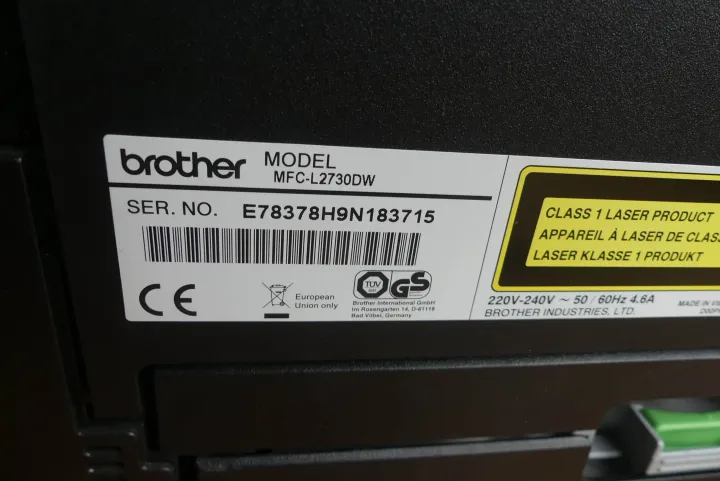 brother MODEL
MFC-L2730DW
SER. NO. E78378H9N183715
CE
European
Union only
TÜV
GS
Brother International GmbH
Im Rosengarten 14, D-61118
Bad Vilbel, Germany
CLASS 1 LASER PRODUCT
APPAREIL À LASER DE CLASS
LASER KLASSE 1 PRODUKT
220V-240V ~ 50 / 60Hz 4.6A
BROTHER INDUSTRIES, LTD.
MADE IN